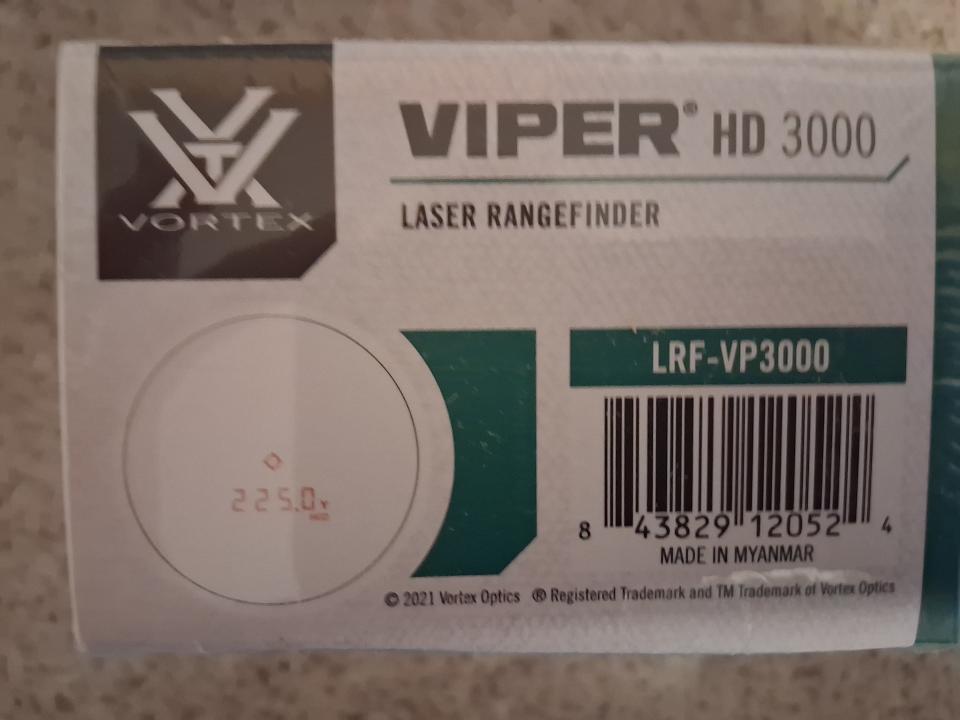 VORTEX
VIPER® HD 3000
LASER RANGEFINDER
225.0Y
LRF-VP3000
8 43829 12052 4
MADE IN MYANMAR
© 2021 Vortex Optics ® Registered Trademark and TM Trademark of Vortex Optics